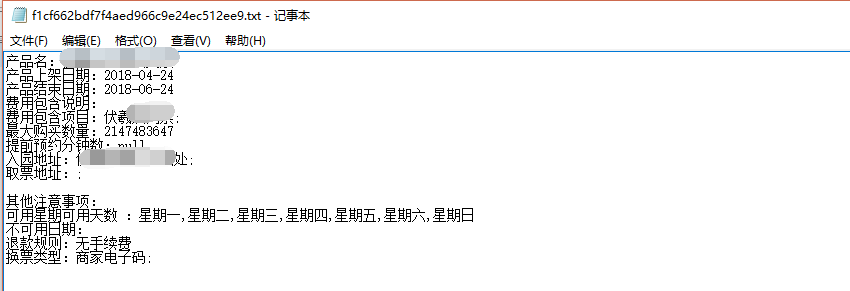 f1cf662bdf7f4aed966c9e24ec512ee9.txt - 记事本
文件(F) 编辑(E) 格式(O) 查看(V) 帮助(H)
产品名：
产品上架日期：2018-04-24
产品结束日期：2018-06-24
费用包含说明：
费用包含项目：伏羲
最大购买数量：2147483647
提前预约分钟数：null
入园地址：处;
取票地址：;
其他注意事项：
可用星期可用天数 ：星期一,星期二,星期三,星期四,星期五,星期六,星期日
不可用日期：
退款规则：无手续费
换票类型：商家电子码;